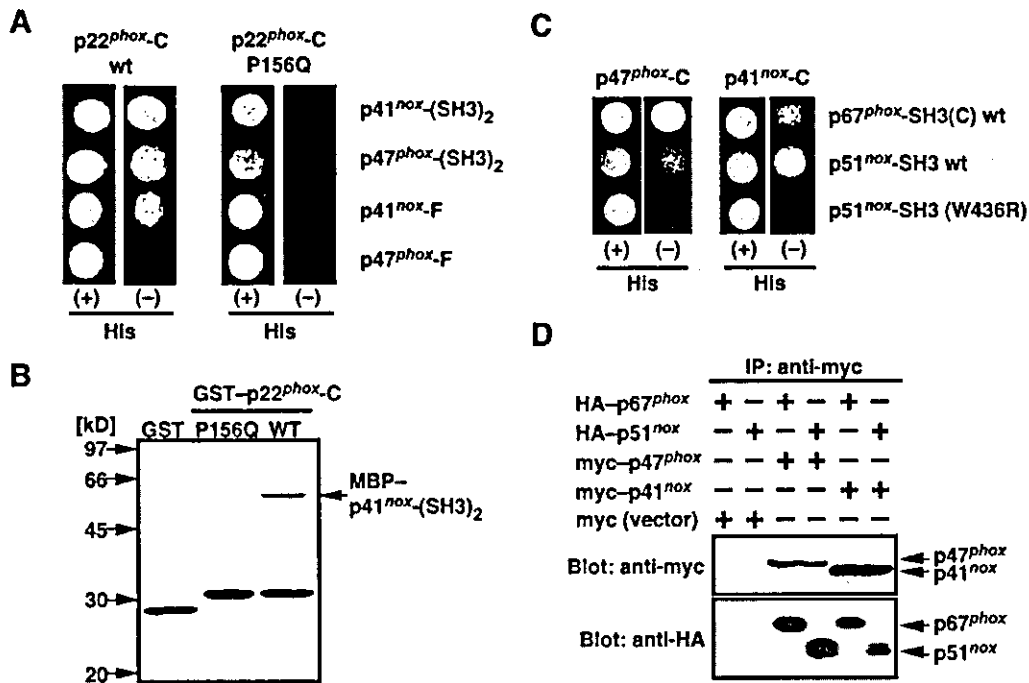 A
p22phox-C
wt
p22phox-C
P156Q
p41nox-(SH3)2
p47phox-(SH3)2
p41nox-F
p47phox-F
(+) (–) (+) (–)
His His
B
GST–p22phox-C
[kD] GST P156Q WT
97
66
45
30
20
MBP–
p41nox-(SH3)2
C
p47phox-C p41nox-C
p67phox-SH3(C) wt
p51nox-SH3 wt
p51nox-SH3 (W436R)
(+) (–) (+) (–)
His His
D
IP: anti-myc
HA–p67phox + – + – + –
HA–p51nox – + – + – +
myc–p47phox – – + + – –
myc–p41nox – – – – + +
myc (vector) + + – – – –
Blot: anti-myc
p47phox
p41nox
Blot: anti-HA
p67phox
p51nox